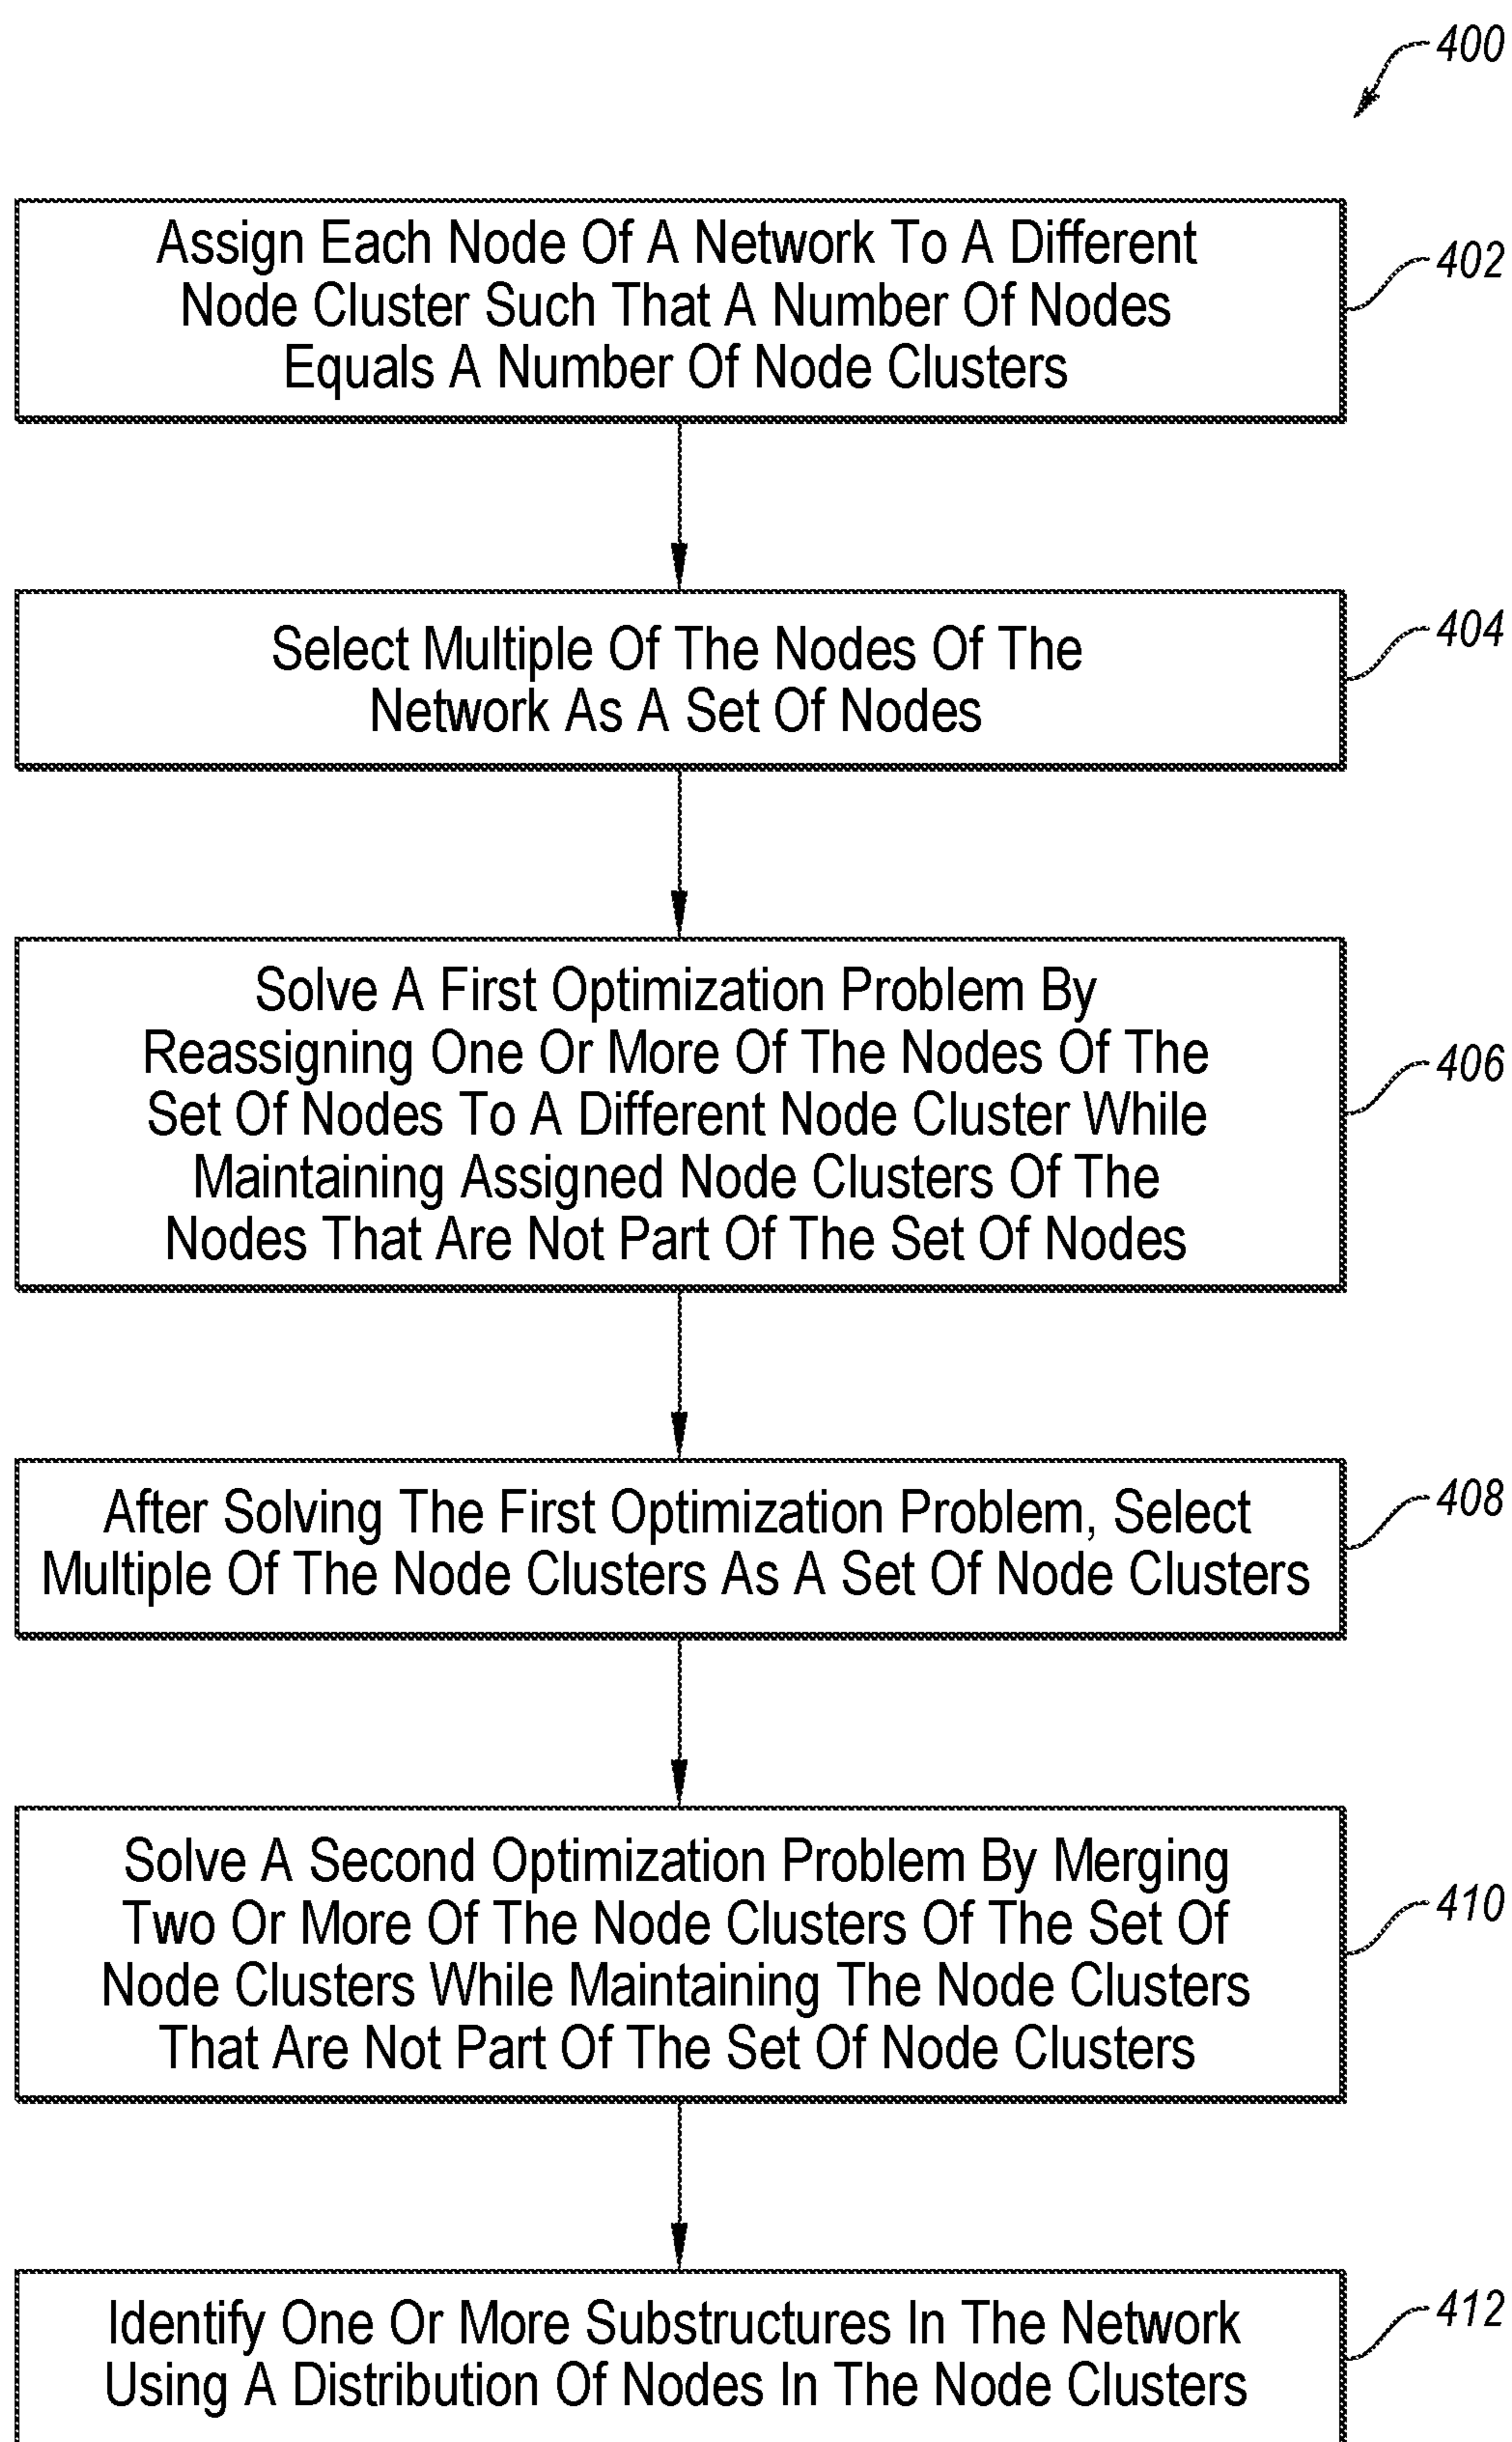 400
Assign Each Node Of A Network To A Different
Node Cluster Such That A Number Of Nodes
Equals A Number Of Node Clusters
402
Select Multiple Of The Nodes Of The
Network As A Set Of Nodes
404
Solve A First Optimization Problem By
Reassigning One Or More Of The Nodes Of The
Set Of Nodes To A Different Node Cluster While
Maintaining Assigned Node Clusters Of The
Nodes That Are Not Part Of The Set Of Nodes
406
After Solving The First Optimization Problem, Select
Multiple Of The Node Clusters As A Set Of Node Clusters
408
Solve A Second Optimization Problem By Merging
Two Or More Of The Node Clusters Of The Set Of
Node Clusters While Maintaining The Node Clusters
That Are Not Part Of The Set Of Node Clusters
410
Identify One Or More Substructures In The Network
Using A Distribution Of Nodes In The Node Clusters
412